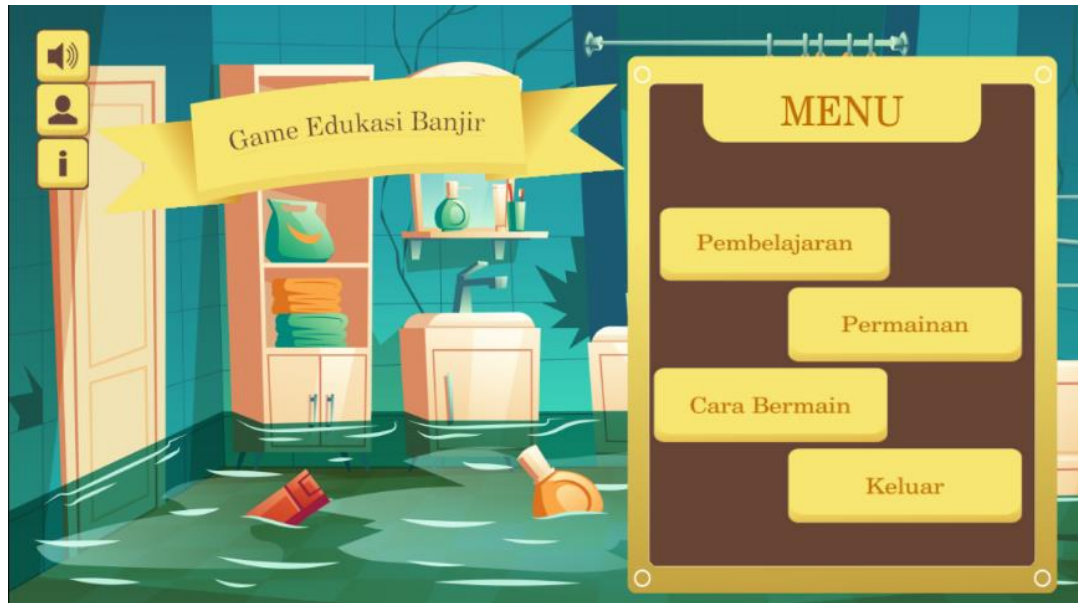 Game Edukasi Banjir
MENU
Pembelajaran
Permainan
Cara Bermain
Keluar